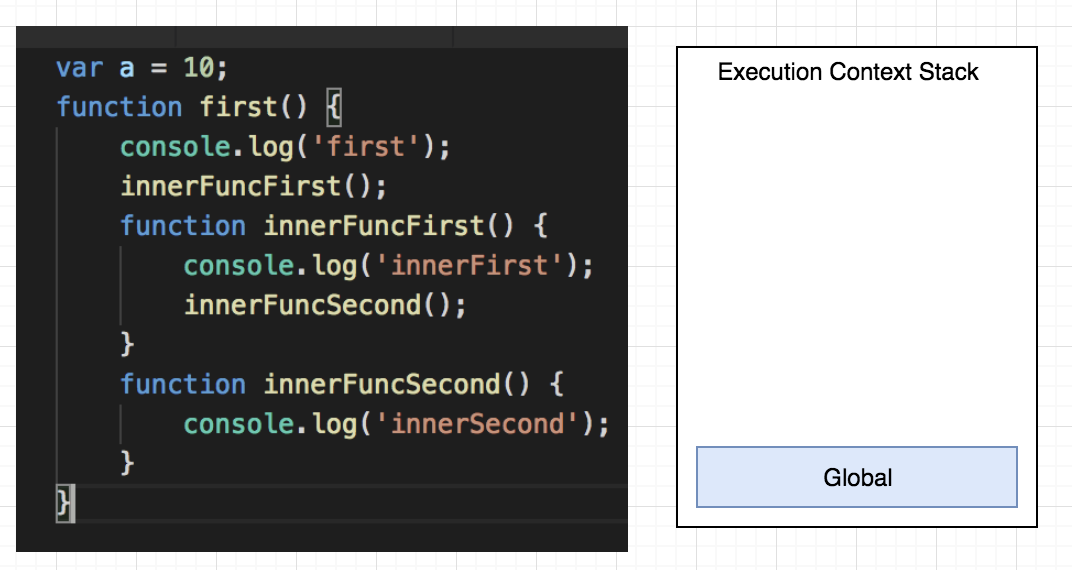 var a = 10;
function first() {
    console.log('first');
    innerFuncFirst();
    function innerFuncFirst() {
        console.log('innerFirst');
        innerFuncSecond();
    }
    function innerFuncSecond() {
        console.log('innerSecond');
    }
}
Execution Context Stack
Global